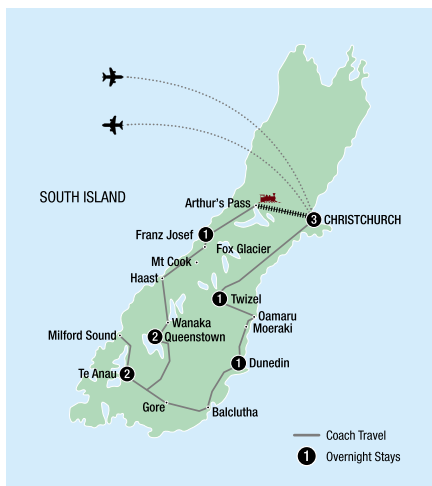 SOUTH ISLAND
Arthur's Pass
3 CHRISTCHURCH
Franz Josef 1
Fox Glacier
Mt Cook
Haast
1 Twizel
Oamaru
Moeraki
Wanaka
2 Queenstown
Milford Sound
1 Dunedin
Te Anau 2
Gore
Balclutha
Coach Travel
1 Overnight Stays